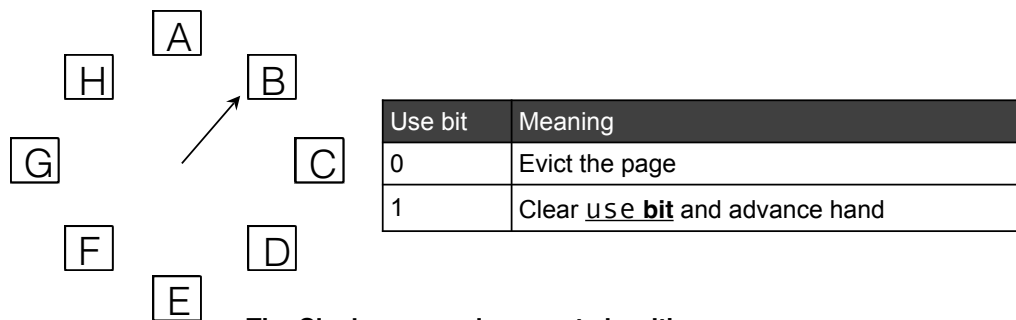 A
H
B
G
C
F
D
E
Use bit Meaning
0 Evict the page
1 Clear use bit and advance hand